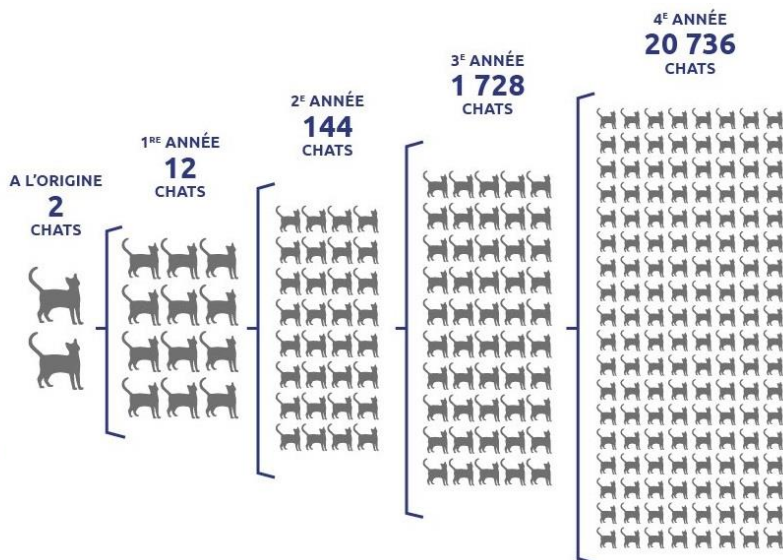 A L'ORIGINE
2
CHATS
1RE ANNÉE
12
CHATS
2E ANNÉE
144
CHATS
3E ANNÉE
1 728
CHATS
4E ANNÉE
20 736
CHATS